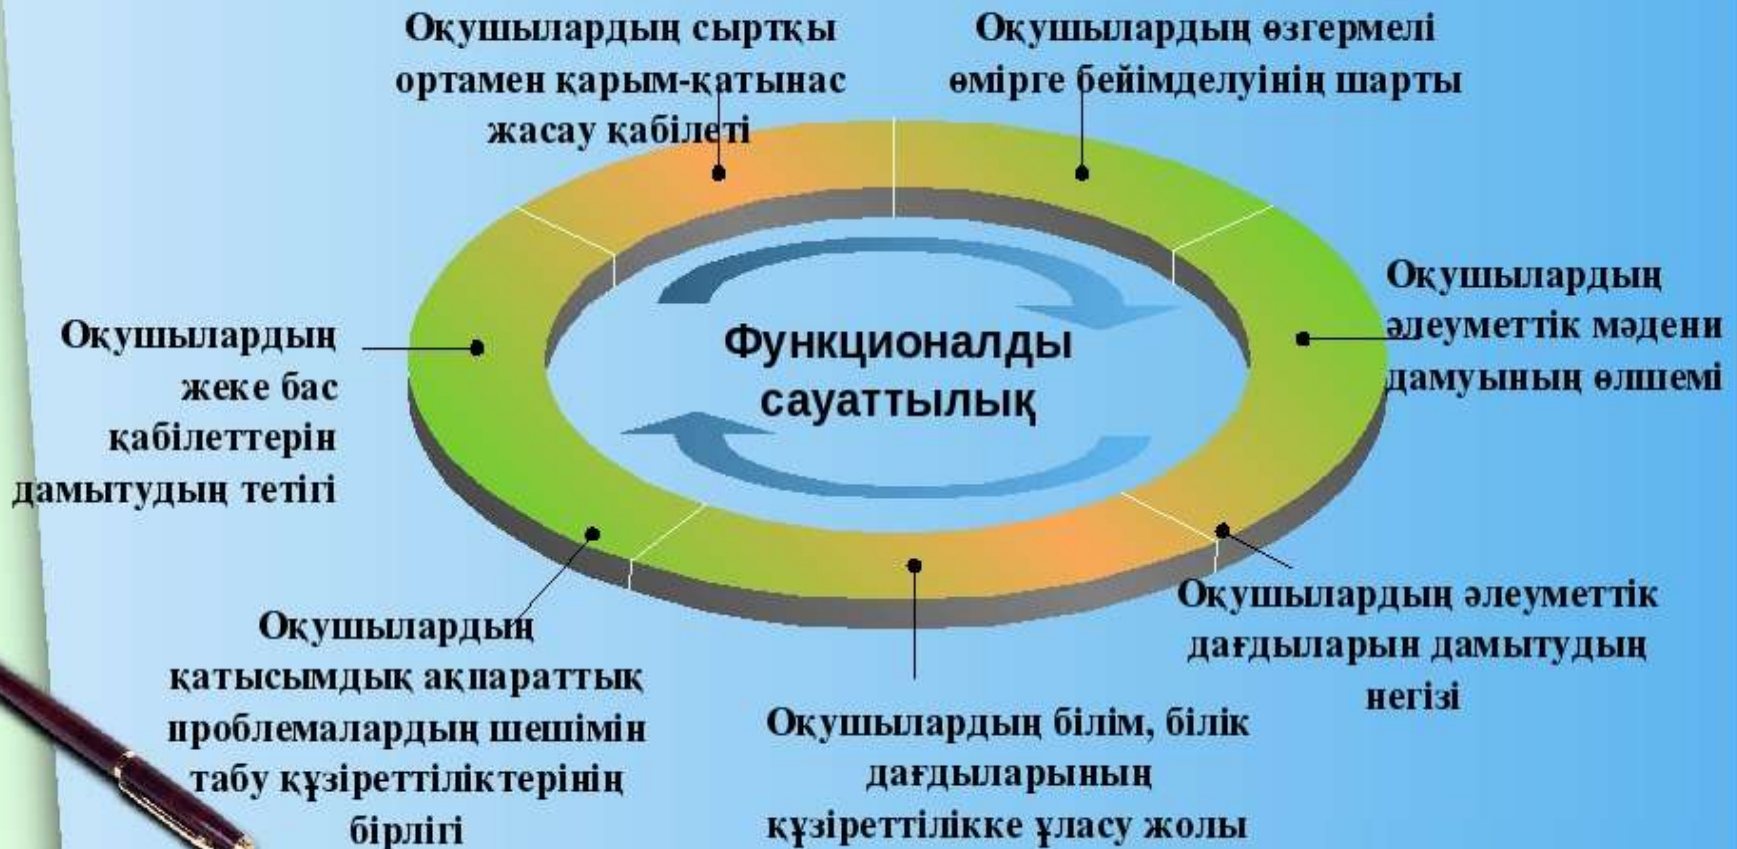 Оқушылардың сыртқы
ортамен қарым-қатынас
жасау қабілеті
Оқушылардың өзгермелі
өмірге бейімделуінің шарты
Оқушылардың
әлеуметтік мәдени
дамуының өлшемі
Оқушылардың әлеуметтік
дағдыларын дамытудың
негізі
Оқушылардың білім, білік
дағдыларының
құзіреттілікке ұласу жолы
Оқушылардың
қатысымдық ақпараттық
проблемалардың шешімін
табу құзіреттіліктерінің
бірлігі
Оқушылардың
жеке бас
қабілеттерін
дамытудың тетігі
Функционалды
сауаттылық